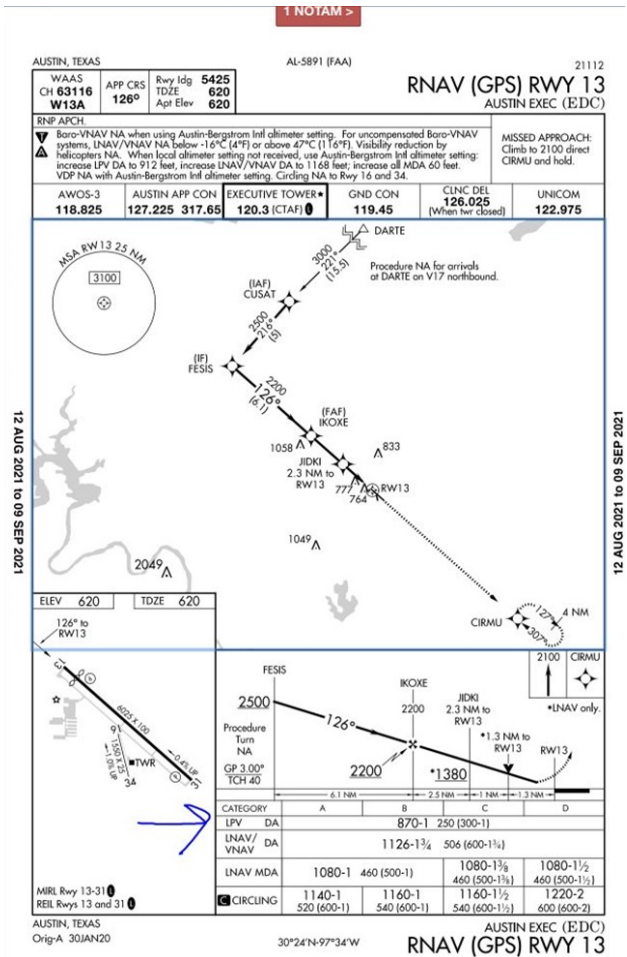 1 NOTAM >
AUSTIN, TEXAS
AL-5891 (FAA)
21112
WAAS
CH 63116
W13A
APP CRS
126°
Rwy ldg 5425
TDZE 620
Apt Elev 620
RNAV (GPS) RWY 13
AUSTIN EXEC (EDC)
RNP APCH.
T
A
Baro-VNAV NA when using Austin-Bergstrom Intl altimeter setting. For uncompensated Baro-VNAV
systems, LNAV/VNAV NA below -16°C (4°F) or above 47°C (116°F). Visibility reduction by
helicopters NA. When local altimeter setting not received, use Austin-Bergstrom Intl altimeter setting:
increase LPV DA to 912 feet, increase LNAV/VNAV DA to 1168 feet; increase all MDA 60 feet.
VDP NA with Austin-Bergstrom Intl altimeter setting. Circling NA to Rwy 16 and 34.
MISSED APPROACH:
Climb to 2100 direct
CIRMU and hold.
AWOS-3
118.825
AUSTIN APP CON
127.225 317.65
EXECUTIVE TOWER★
120.3 (CTAF) L
GND CON
119.45
CLNC DEL
126.025
(When twr closed)
UNICOM
122.975
MSA RW13 25 NM
3100
DARTE
3000
221°
(15.5)
Procedure NA for arrivals
at DARTE on V17 northbound.
(IAF)
CUSAT
2500
216°
(5)
(IF)
FESIS
2200
126°
(6.1)
(FAF)
IKOXE
1058
833
JIDKI
2.3 NM to
RW13
777
764
RW13
1049
2049
CIRMU
127°
307°
4 NM
12 AUG 2021 to 09 SEP 2021
12 AUG 2021 to 09 SEP 2021
ELEV 620
TDZE 620
126° to
RW13
13
6025 X 100
0.4% UP
31
16
1550 X 25
1.0% UP
34
TWR
MIRL Rwy 13-31 L
REIL Rwys 13 and 31 L
2100
CIRMU
*LNAV only.
FESIS
2500
126°
Procedure
Turn
NA
GP 3.00°
TCH 40
IKOXE
2200
2200
JIDKI
2.3 NM to
RW13
*1380
*1.3 NM to
RW13
RW13
6.1 NM
2.5 NM
1 NM
1.3 NM
CATEGORY A B C D
LPV DA 870-1 250 (300-1)
LNAV/
VNAV DA 1126-1¾ 506 (600-1¾)
LNAV MDA 1080-1 460 (500-1) 1080-1⅜ 460 (500-1⅜) 1080-1½ 460 (500-1½)
C CIRCLING 1140-1 520 (600-1) 1160-1 540 (600-1) 1160-1½ 540 (600-1½) 1220-2 600 (600-2)
AUSTIN, TEXAS
Orig-A 30JAN20
30°24'N-97°34'W
AUSTIN EXEC (EDC)
RNAV (GPS) RWY 13